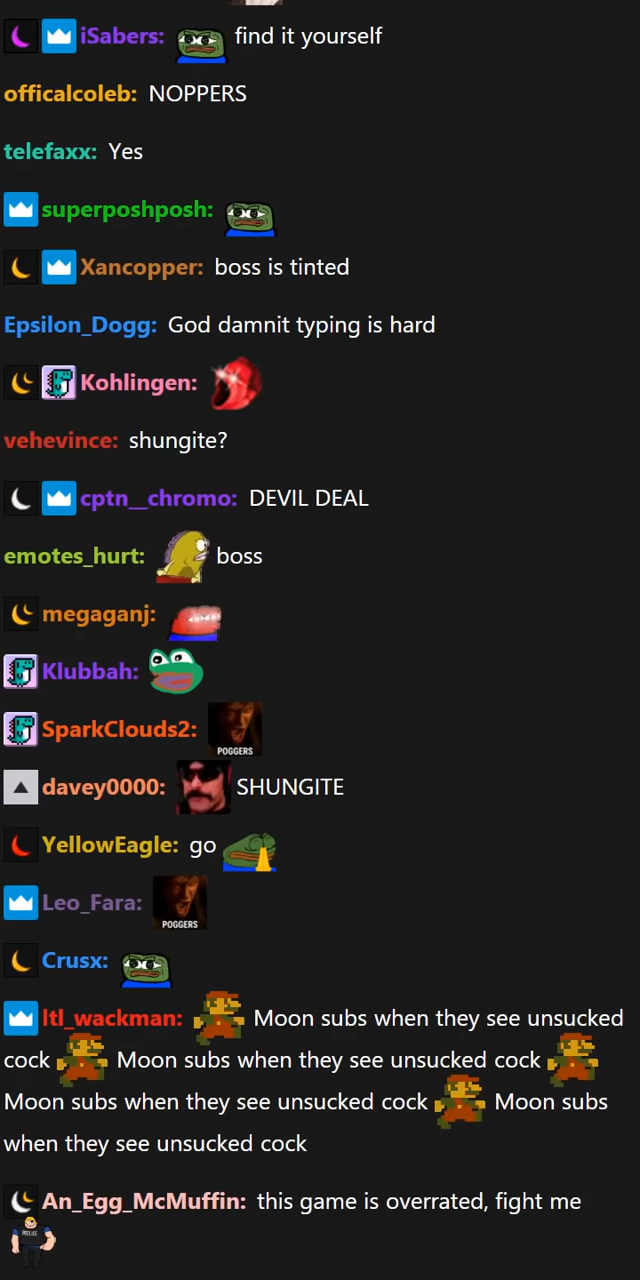 iSabers: find it yourself
officalcoleb: NOPPERS
telefaxx: Yes
superposhposh:
Xancopper: boss is tinted
Epsilon_Dogg: God damnit typing is hard
Kohlingen:
vehevince: shungite?
cptn__chromo: DEVIL DEAL
emotes_hurt: boss
megaganj:
Klubbah:
SparkClouds2: POGGERS
davey0000: SHUNGITE
YellowEagle: go
Leo_Fara: POGGERS
Crusx:
ltl_wackman: Moon subs when they see unsucked
cock Moon subs when they see unsucked cock
Moon subs when they see unsucked cock Moon subs
when they see unsucked cock
An_Egg_McMuffin: this game is overrated, fight me
POLICE